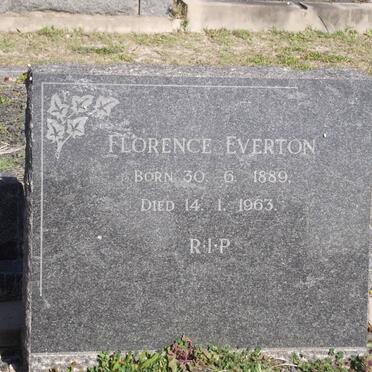 Florence Everton
Born 30. 6. 1889.
Died 14. 1. 1963.
R·I·P